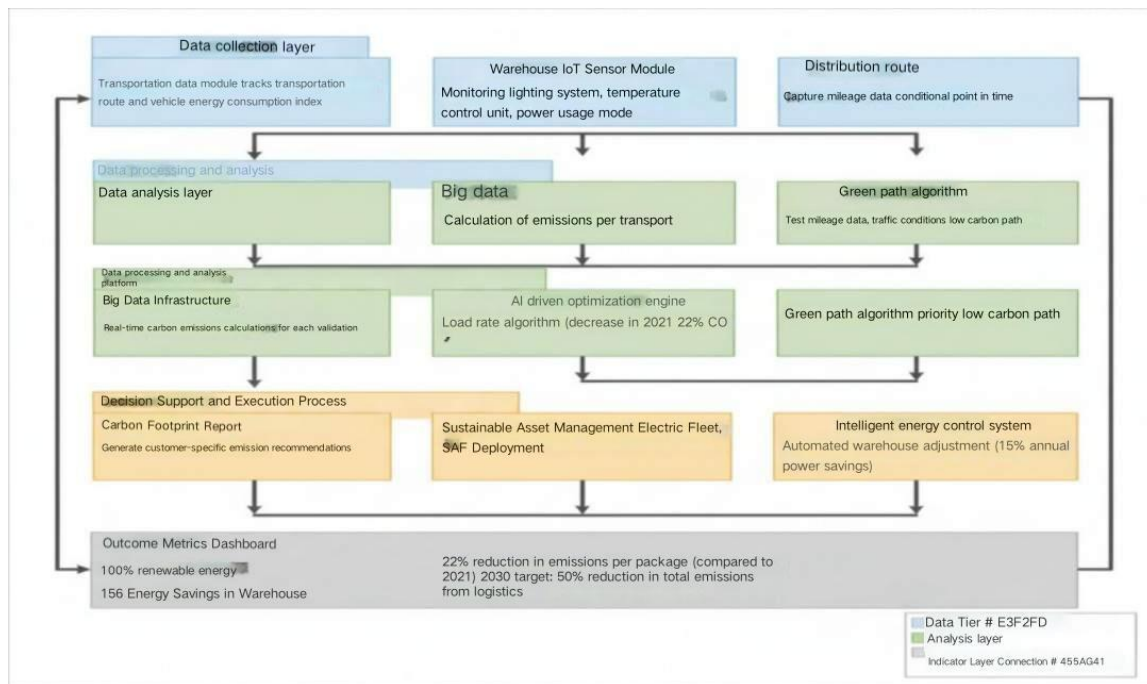 Data collection layer
Transportation data module tracks transportation
route and vehicle energy consumption index
Warehouse IoT Sensor Module
Monitoring lighting system, temperature
control unit, power usage mode
Distribution route
Capture mileage data conditional point in time
Data processing and analysis
Data analysis layer
Big data
Calculation of emissions per transport
Green path algorithm
Test mileage data, traffic conditions low carbon path
Data processing and analysis
platform
Big Data Infrastructure
Real-time carbon emissions calculations for each validation
AI driven optimization engine
Load rate algorithm (decrease in 2021 22% CO
Green path algorithm priority low carbon path
Decision Support and Execution Process
Carbon Footprint Report
Generate customer-specific emission recommendations
Sustainable Asset Management Electric Fleet,
SAF Deployment
Intelligent energy control system
Automated warehouse adjustment (15% annual
power savings)
Outcome Metrics Dashboard
100% renewable energy
156 Energy Savings in Warehouse
22% reduction in emissions per package (compared to
2021) 2030 target: 50% reduction in total emissions
from logistics
Data Tier # E3F2FD
Analysis layer
Indicator Layer Connection # 455AG41